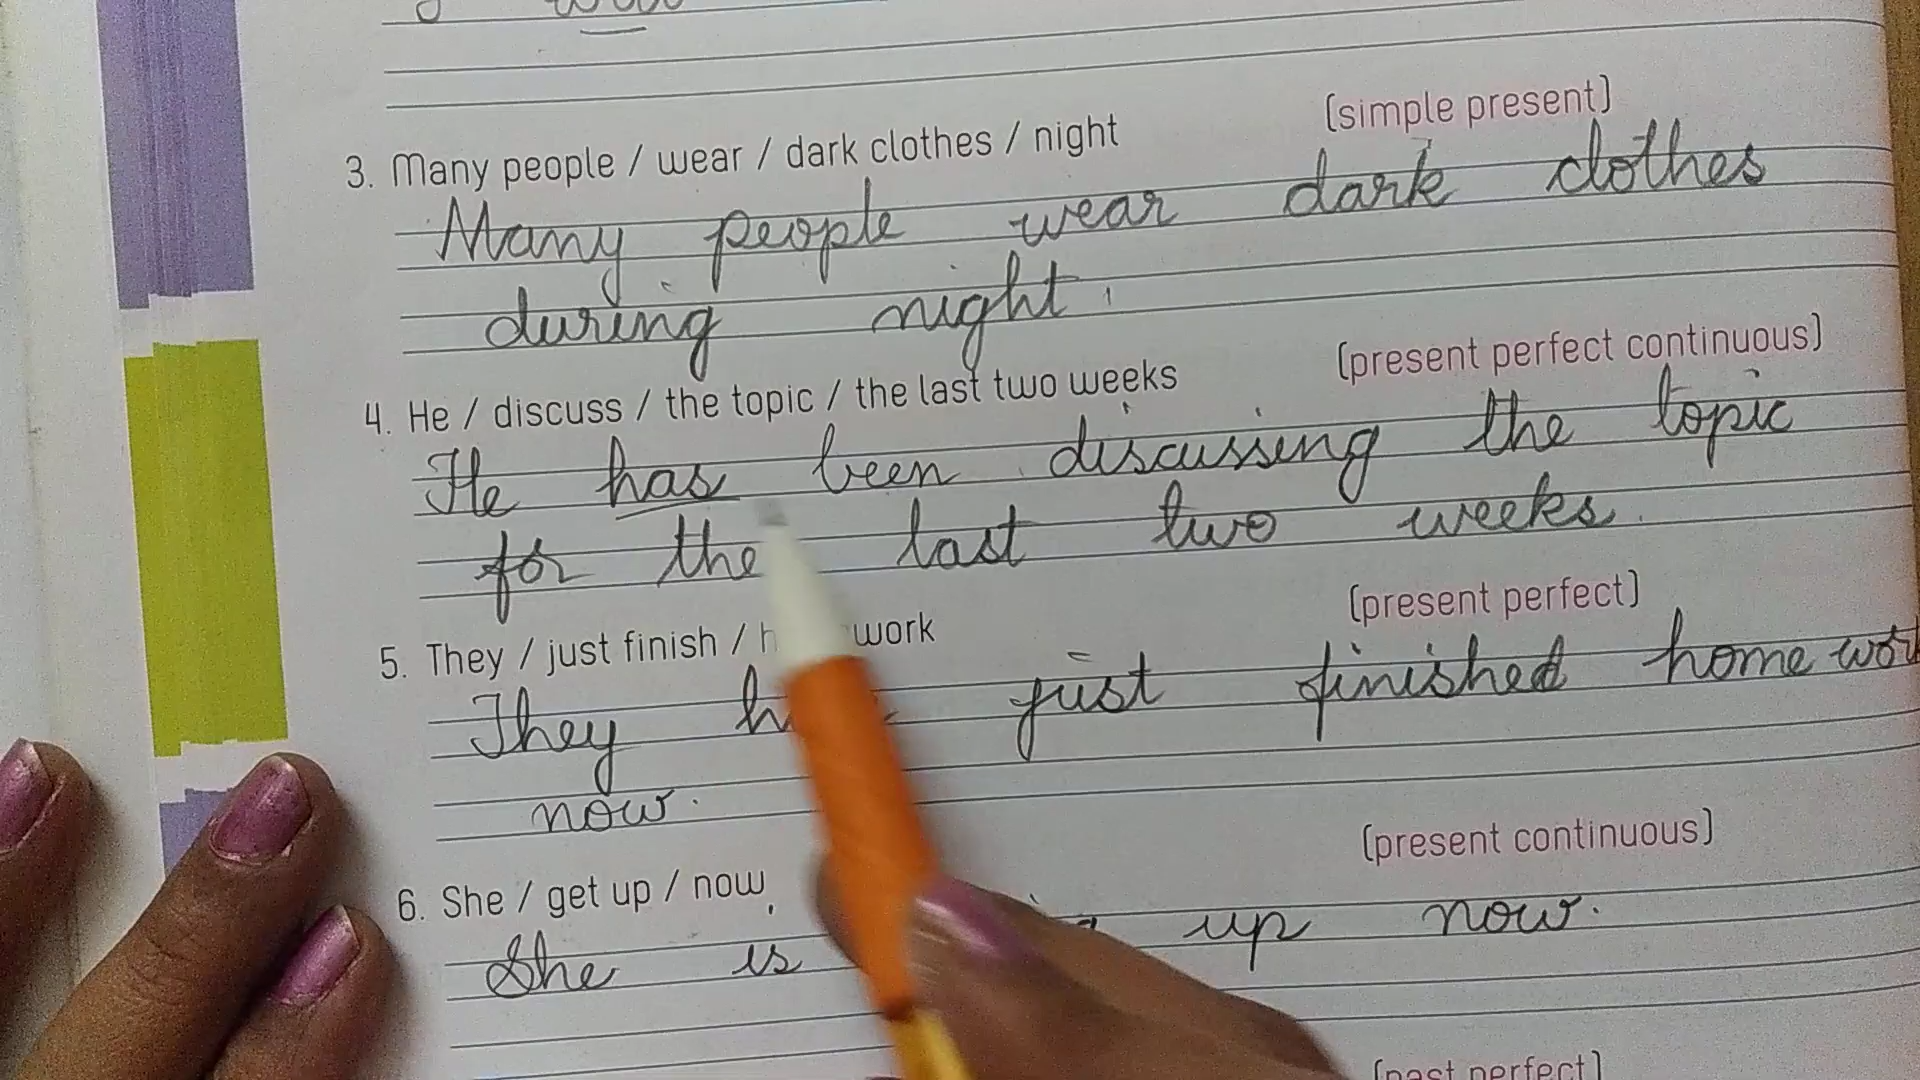 (simple present)
3. Many people / wear / dark clothes / night
Many people wear dark clothes
during night.
(present perfect continuous)
4. He / discuss / the topic / the last two weeks
He has been discussing the topic
for the last two weeks.
(present perfect)
5. They / just finish / work
They just finished home
now.
(present continuous)
6. She / get up / now
She is up now.
(past perfect)